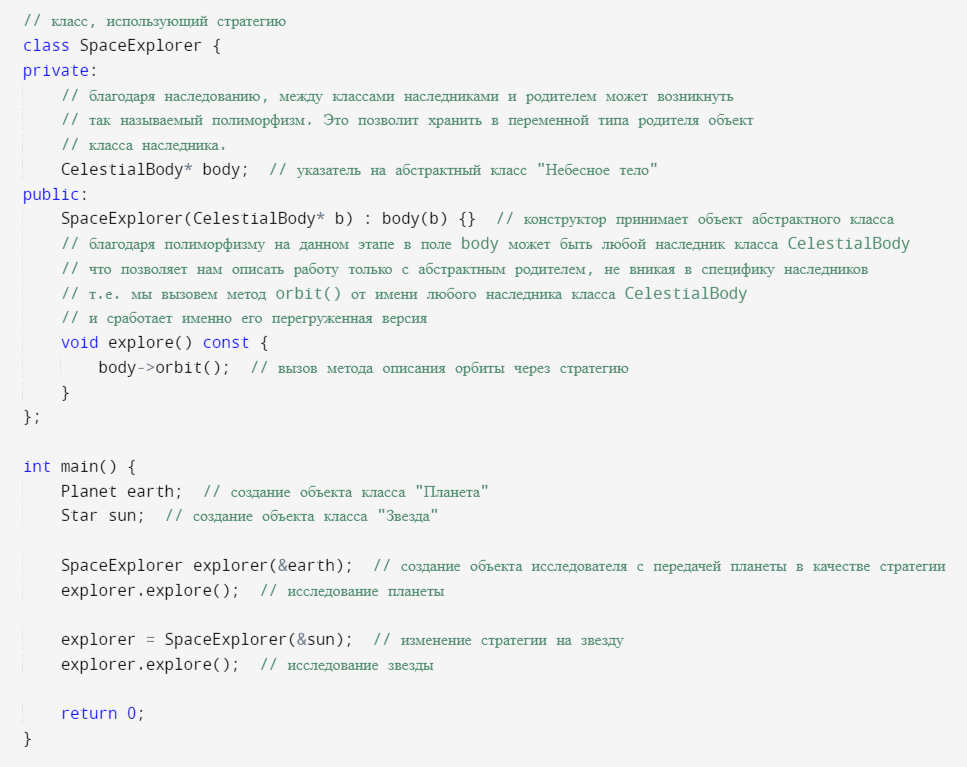 // класс, использующий стратегию
class SpaceExplorer {
private:
    // благодаря наследованию, между классами наследниками и родителем может возникнуть
    // так называемый полиморфизм. Это позволит хранить в переменной типа родителя объект
    // класса наследника.
    CelestialBody* body;  // указатель на абстрактный класс "Небесное тело"
public:
    SpaceExplorer(CelestialBody* b) : body(b) {}  // конструктор принимает объект абстрактного класса
    // благодаря полиморфизму на данном этапе в поле body может быть любой наследник класса CelestialBody
    // что позволяет нам описать работу только с абстрактным родителем, не вникая в специфику наследников
    // т.е. мы вызовем метод orbit() от имени любого наследника класса CelestialBody
    // и сработает именно его перегруженная версия
    void explore() const {
        body->orbit();  // вызов метода описания орбиты через стратегию
    }
};

int main() {
    Planet earth;  // создание объекта класса "Планета"
    Star sun;  // создание объекта класса "Звезда"

    SpaceExplorer explorer(&earth);  // создание объекта исследователя с передачей планеты в качестве стратегии
    explorer.explore();  // исследование планеты

    explorer = SpaceExplorer(&sun);  // изменение стратегии на звезду
    explorer.explore();  // исследование звезды

    return 0;
}